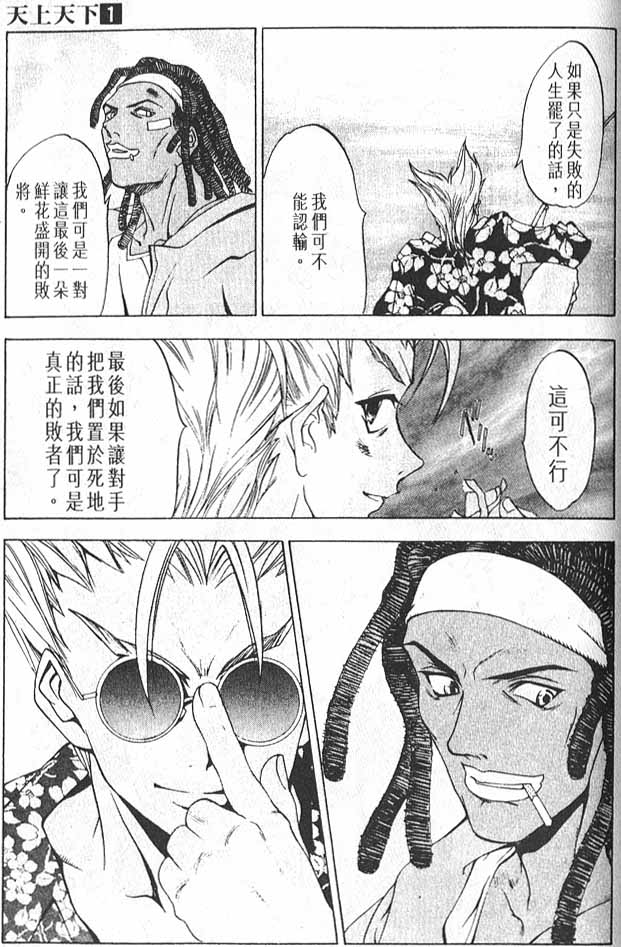 天上天下1
如果只是失敗的
人生罷了的話，
我們可不
能認輸。
我們可是一對
讓這最後一朵
鮮花盛開的敗
將。
這可不行
最後如果讓對手
把我們置於死地
的話，我們可是
真正的敗者了。